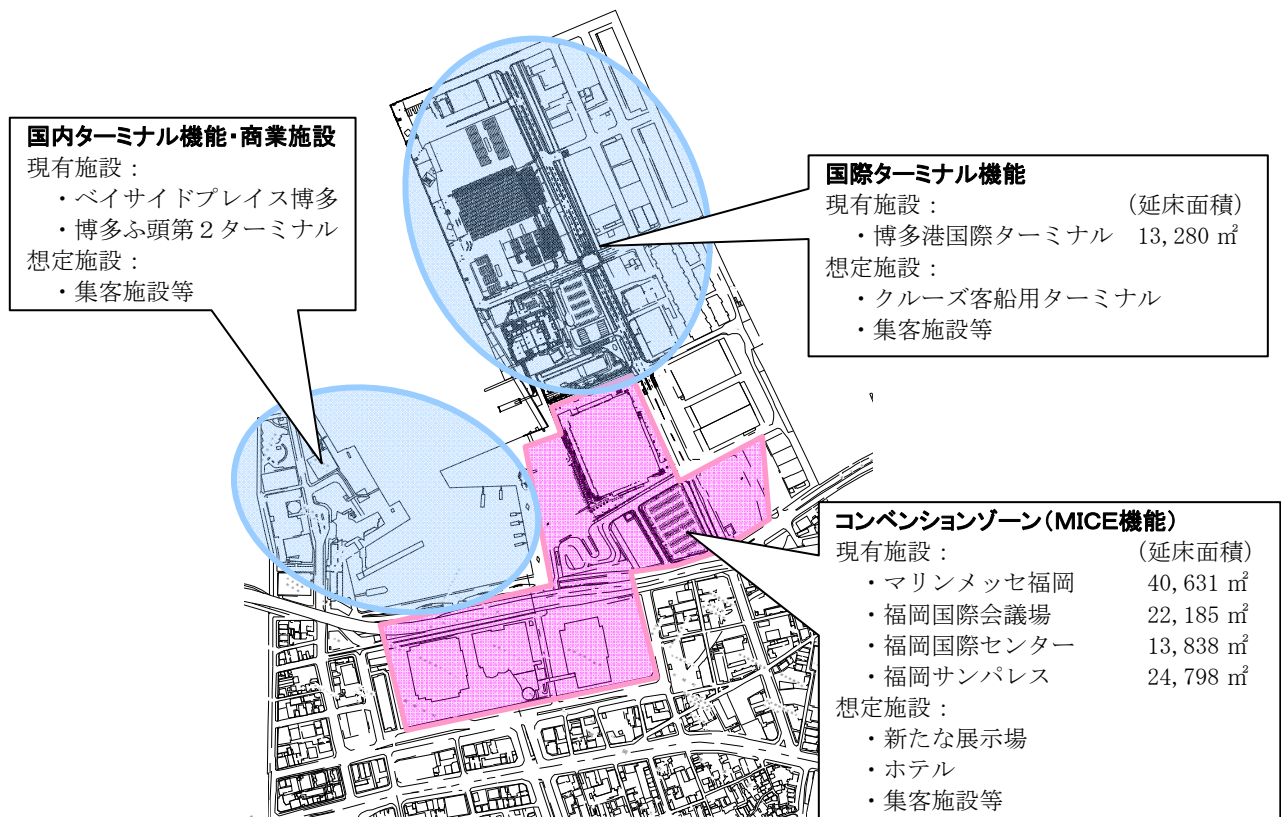 国内ターミナル機能・商業施設
現有施設：
・ベイサイドプレイス博多
・博多ふ頭第２ターミナル
想定施設：
・集客施設等
国際ターミナル機能
現有施設： (延床面積)
・博多港国際ターミナル 13,280 ㎡
想定施設：
・クルーズ客船用ターミナル
・集客施設等
コンベンションゾーン（MICE機能）
現有施設： (延床面積)
・マリンメッセ福岡 40,631 ㎡
・福岡国際会議場 22,185 ㎡
・福岡国際センター 13,838 ㎡
・福岡サンパレス 24,798 ㎡
想定施設：
・新たな展示場
・ホテル
・集客施設等